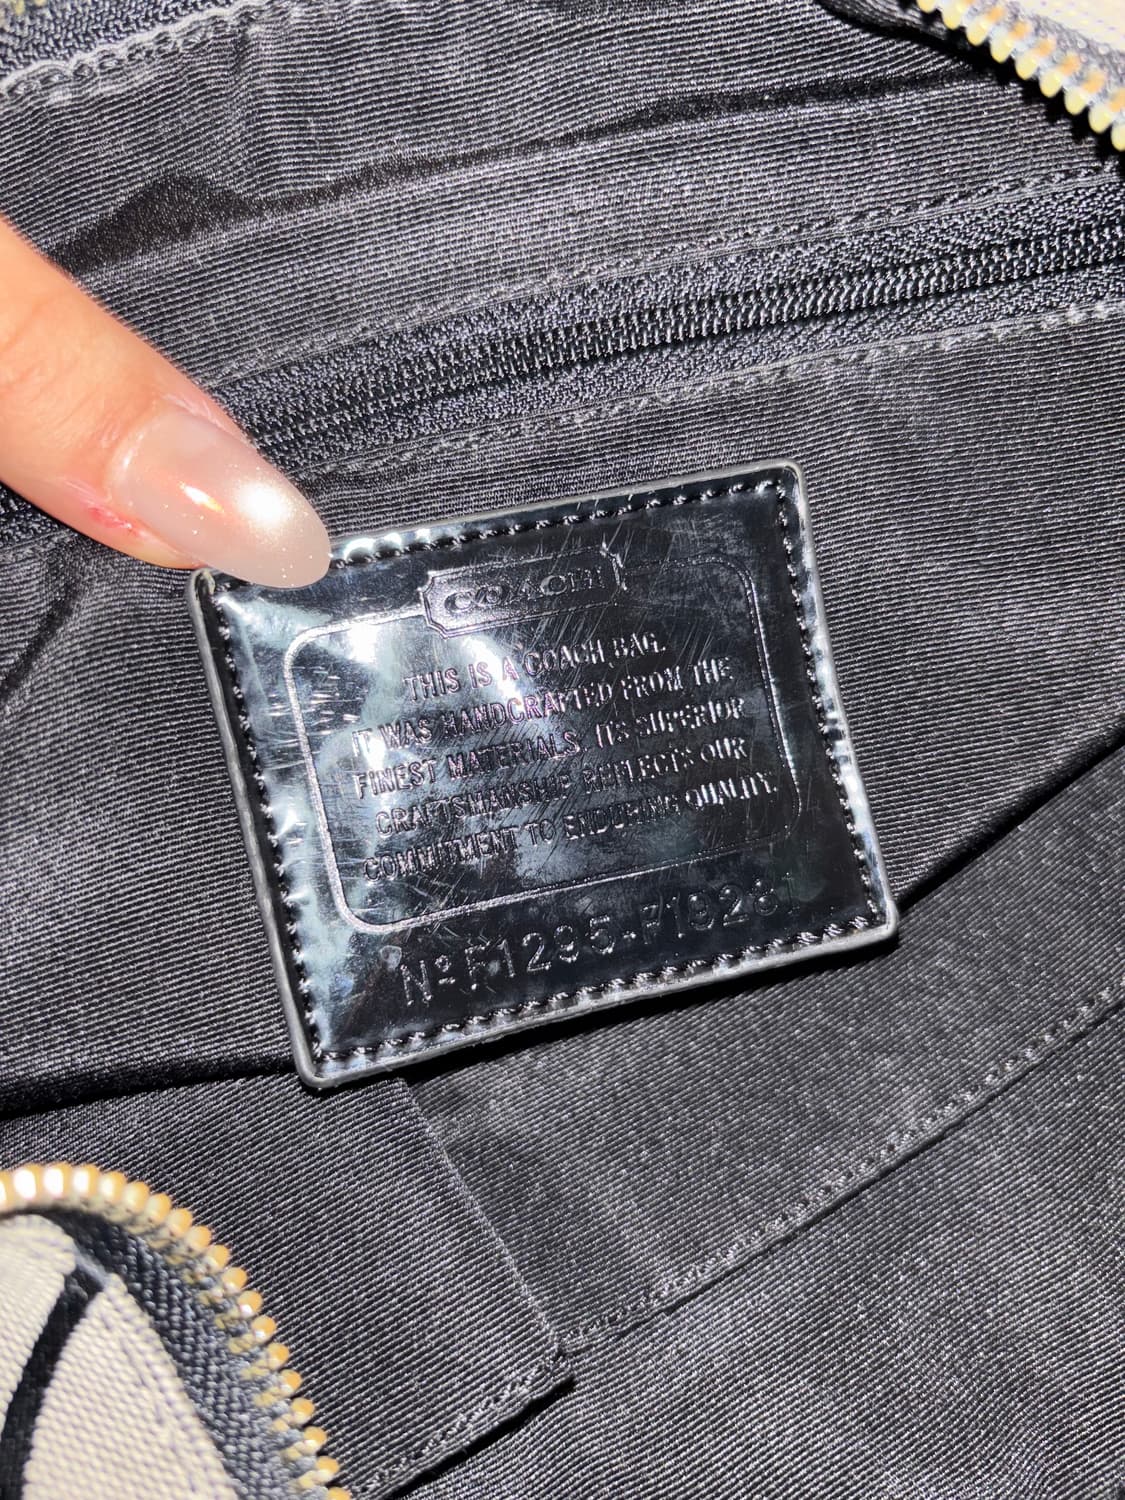 COACH
THIS IS A COACH BAG.
IT WAS HANDCRAFTED FROM THE
FINEST MATERIALS. ITS SUPERIOR
CRAFTSMANSHIP REFLECTS OUR
COMMITMENT TO ENDURING QUALITY.
Nº F1295-F19281